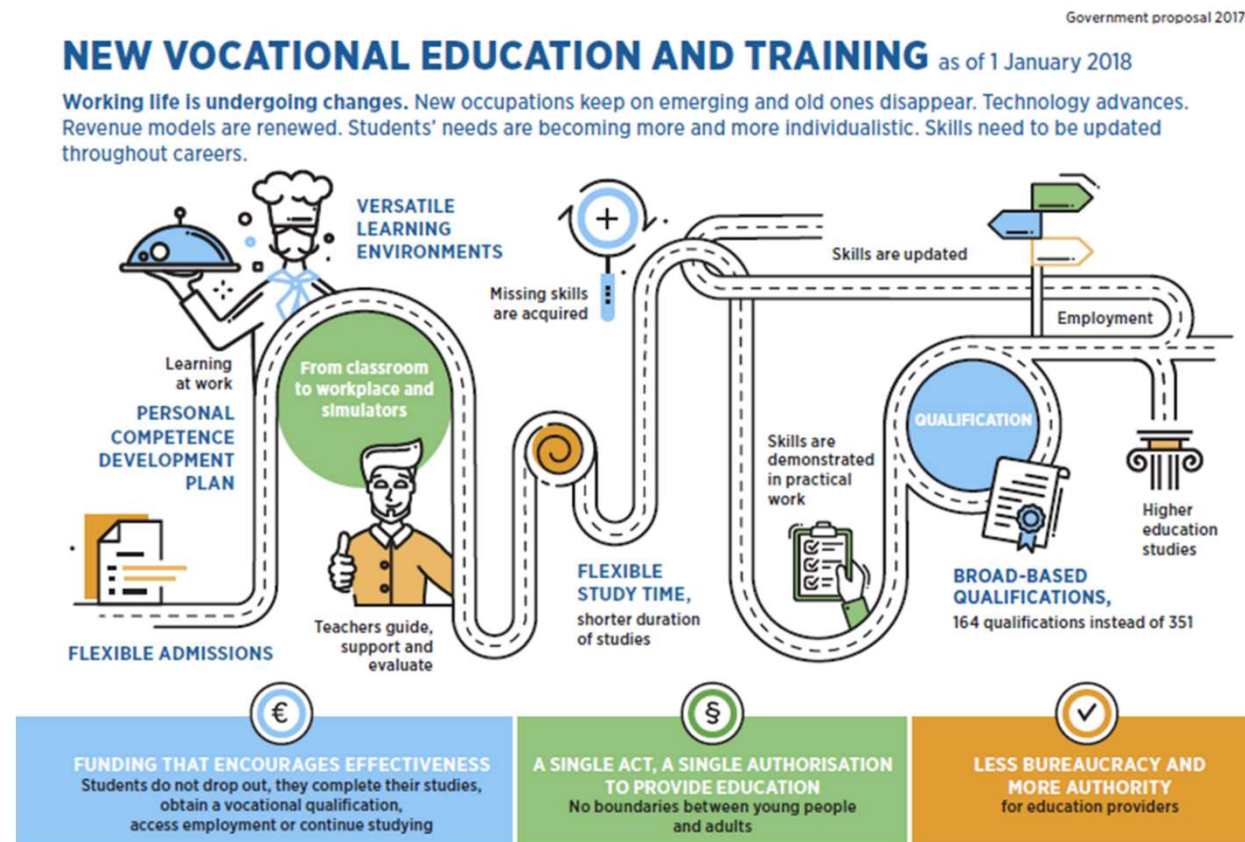 Government proposal 2017
NEW VOCATIONAL EDUCATION AND TRAINING as of 1 January 2018
Working life is undergoing changes. New occupations keep on emerging and old ones disappear. Technology advances.
Revenue models are renewed. Students' needs are becoming more and more individualistic. Skills need to be updated
throughout careers.
VERSATILE
LEARNING
ENVIRONMENTS
Missing skills
are acquired
Skills are updated
Employment
Learning
at work
From classroom
to workplace and
simulators
PERSONAL
COMPETENCE
DEVELOPMENT
PLAN
QUALIFICATION
Skills are
demonstrated
in practical
work
Higher
education
studies
FLEXIBLE
STUDY TIME,
shorter duration
of studies
BROAD-BASED
QUALIFICATIONS,
164 qualifications instead of 351
Teachers guide,
support and
evaluate
FLEXIBLE ADMISSIONS
€
FUNDING THAT ENCOURAGES EFFECTIVENESS
Students do not drop out, they complete their studies,
obtain a vocational qualification,
access employment or continue studying
§
A SINGLE ACT, A SINGLE AUTHORISATION
TO PROVIDE EDUCATION
No boundaries between young people
and adults
LESS BUREAUCRACY AND
MORE AUTHORITY
for education providers